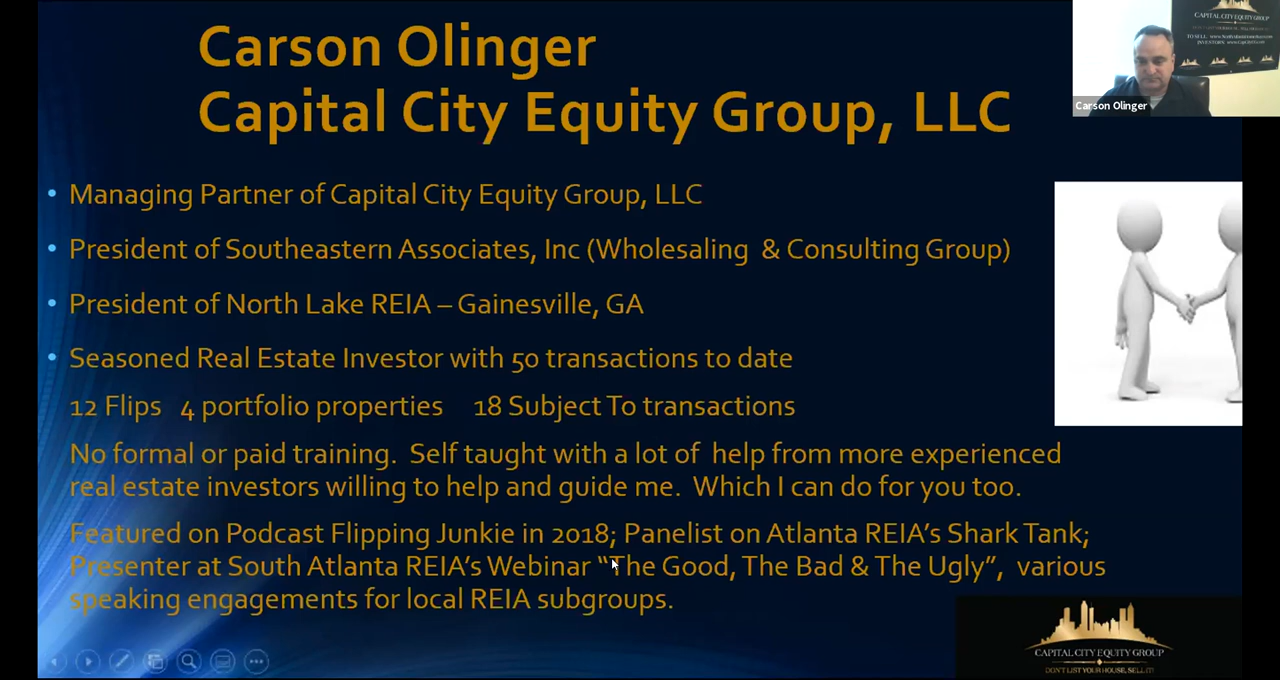 Carson Olinger
Capital City Equity Group, LLC
CAPITAL CITY EQUITY GROUP
Carson Olinger
• Managing Partner of Capital City Equity Group, LLC
• President of Southeastern Associates, Inc (Wholesaling & Consulting Group)
• President of North Lake REIA – Gainesville, GA
• Seasoned Real Estate Investor with 50 transactions to date
12 Flips 4 portfolio properties 18 Subject To transactions
No formal or paid training. Self taught with a lot of help from more experienced
real estate investors willing to help and guide me. Which I can do for you too.
Featured on Podcast Flipping Junkie in 2018; Panelist on Atlanta REIA's Shark Tank;
Presenter at South Atlanta REIA's Webinar “The Good, The Bad & The Ugly”, various
speaking engagements for local REIA subgroups.
CAPITAL CITY EQUITY GROUP
DON'T LIST YOUR HOUSE, SELL IT!